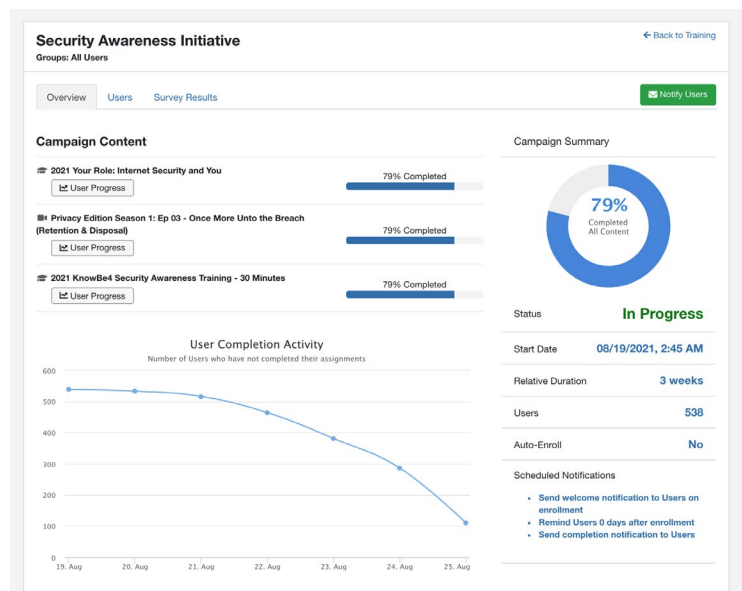 Security Awareness Initiative
← Back to Training
Groups: All Users
Overview
Users
Survey Results
Notify Users
Campaign Content
2021 Your Role: Internet Security and You
User Progress
79% Completed
Privacy Edition Season 1: Ep 03 - Once More Unto the Breach
(Retention & Disposal)
User Progress
79% Completed
2021 KnowBe4 Security Awareness Training - 30 Minutes
User Progress
79% Completed
User Completion Activity
Number of Users who have not completed their assignments
600
500
400
300
200
100
0
19. Aug
20. Aug
21. Aug
22. Aug
23. Aug
24. Aug
25. Aug
Campaign Summary
79%
Completed
All Content
Status In Progress
Start Date 08/19/2021, 2:45 AM
Relative Duration 3 weeks
Users 538
Auto-Enroll No
Scheduled Notifications
• Send welcome notification to Users on
enrollment
• Remind Users 0 days after enrollment
• Send completion notification to Users